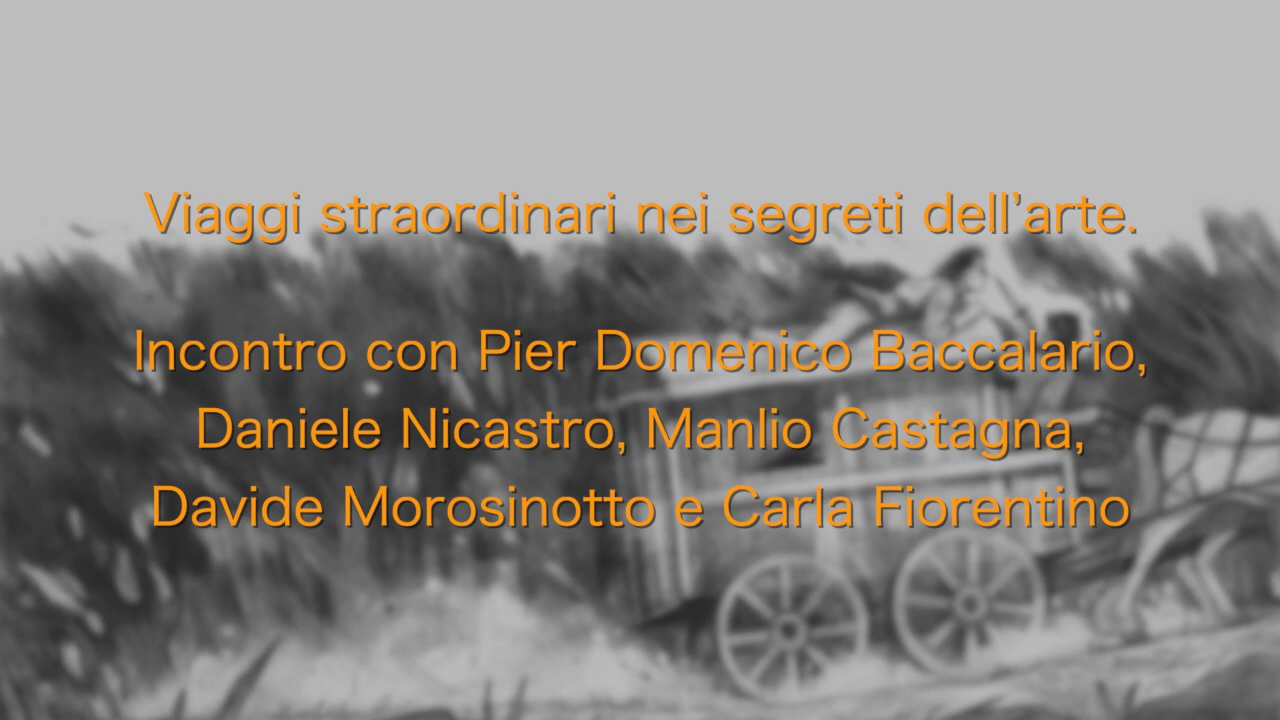 Viaggi straordinari nei segreti dell’arte.
Incontro con Pier Domenico Baccalario,
Daniele Nicastro, Manlio Castagna,
Davide Morosinotto e Carla Fiorentino